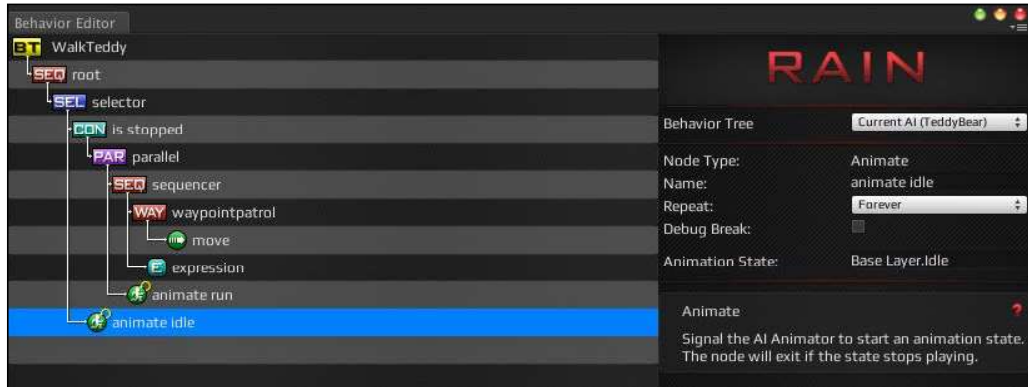 Behavior Editor
BT WalkTeddy
SEQ root
SEL selector
CON is stopped
PAR parallel
SEQ sequencer
WAY waypointpatrol
move
E expression
animate run
animate idle
RAIN
Behavior Tree Current AI (TeddyBear)
Node Type: Animate
Name: animate idle
Repeat: Forever
Debug Break:
Animation State: Base Layer.Idle
Animate ?
Signal the AI Animator to start an animation state.
The node will exit if the state stops playing.